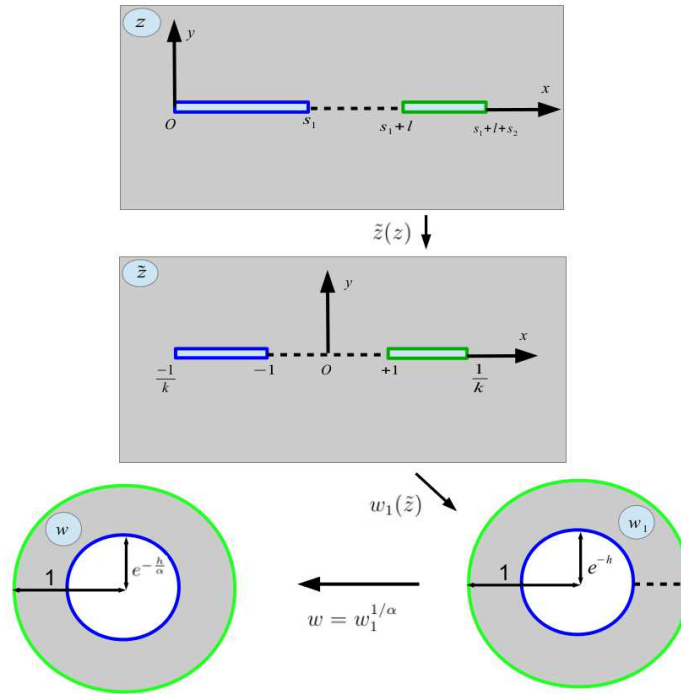 z
y
x
O
s₁
s₁+l
s₁+l+s₂
z̃(z)
z̃
y
x
−1/k
−1
O
+1
1/k
w₁(z̃)
w
w₁
1
e^{−h/α}
1
e^{−h}
w = w₁^{1/α}